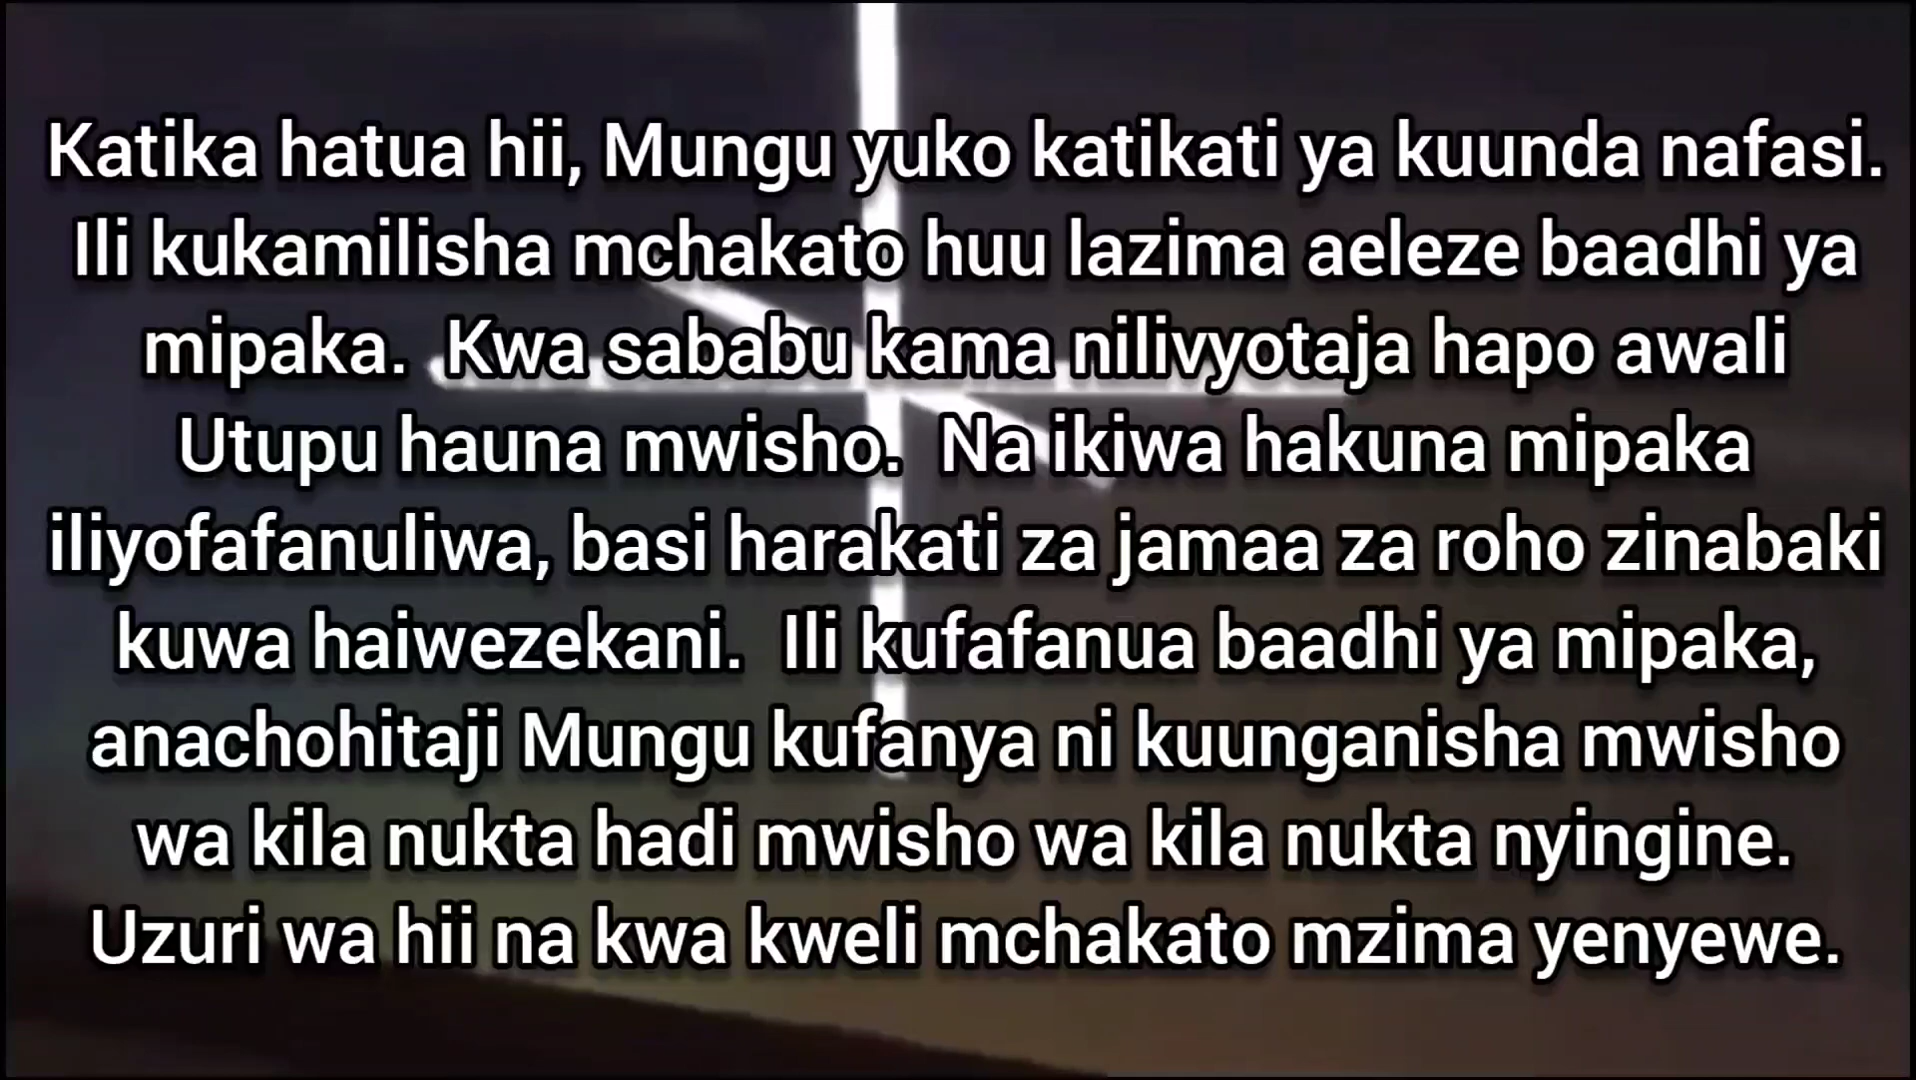 Katika hatua hii, Mungu yuko katikati ya kuunda nafasi.
Ili kukamilisha mchakato huu lazima aeleze baadhi ya
mipaka.  Kwa sababu kama nilivyotaja hapo awali
Utupu hauna mwisho.  Na ikiwa hakuna mipaka
iliyofafanuliwa, basi harakati za jamaa za roho zinabaki
kuwa haiwezekani.  Ili kufafanua baadhi ya mipaka,
anachohitaji Mungu kufanya ni kuunganisha mwisho
wa kila nukta hadi mwisho wa kila nukta nyingine.
Uzuri wa hii na kwa kweli mchakato mzima yenyewe.